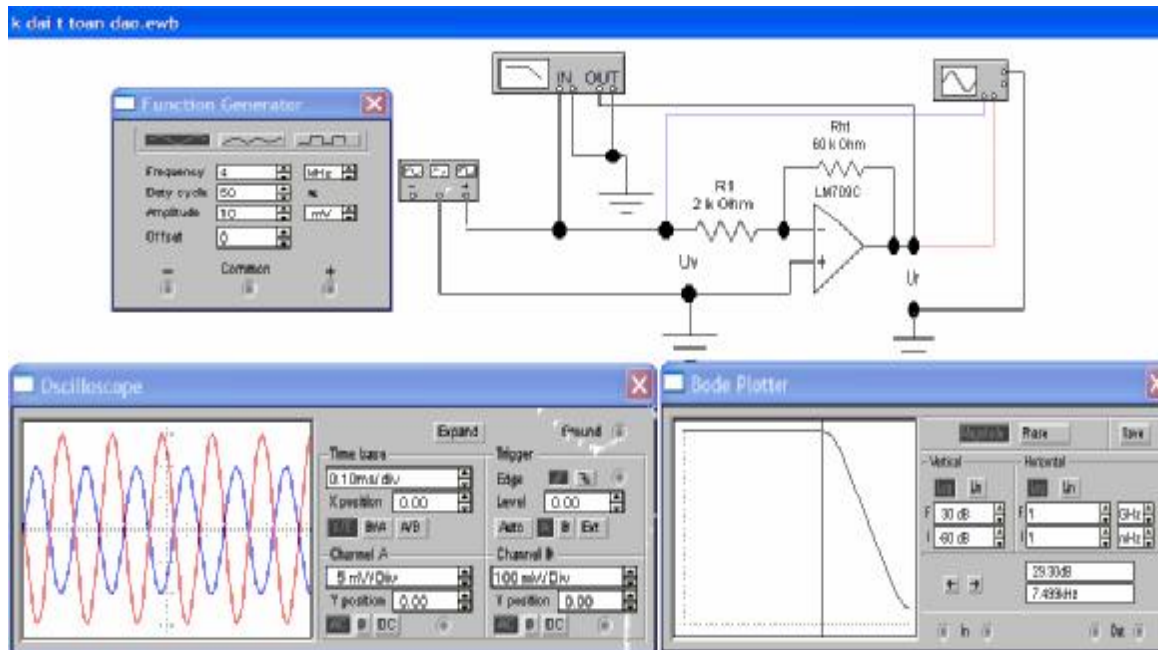 k dai t toan dao.ewb
IN OUT
Function Generator
Frequency 4 kHz
Duty cycle 50 %
Amplitude 10 mV
Offset 0
- Common +
Rht
60 k Ohm
LM709C
R1
2 k Ohm
-
+
Uv
Ur
Oscilloscope
Expand
Ground
Time base
0.10ms/div
X position 0.00
B/A A/B
Trigger
Edge
Level 0.00
Auto A B Ext
Channel A
5 mV/Div
Y position 0.00
AC 0 DC
Channel B
100 mV/Div
Y position 0.00
AC 0 DC
Bode Plotter
Magnitude Phase Save
Vertical
Log Lin
F 30 dB
I -60 dB
Horizontal
Log Lin
F 1 GHz
I 1 mHz
29.30dB
7.499kHz
In
Out